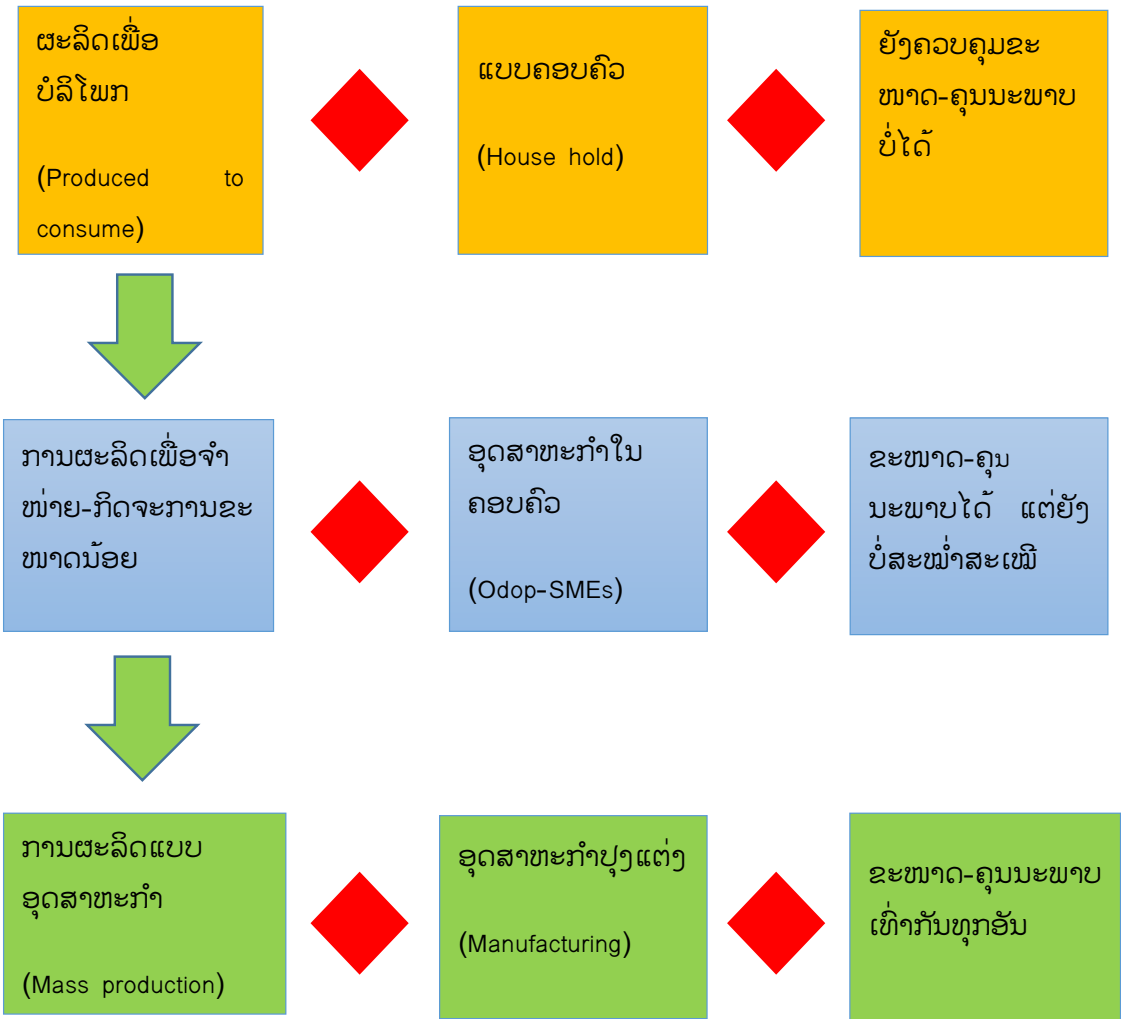 ຜະລິດເພື່ອ
ບໍລິໂພກ
(Produced to
consume)
ແບບຄອບຄົວ
(House hold)
ຍັງຄວບຄຸມຂະ
ໜາດ-ຄຸນນະພາບ
ບໍ່ໄດ້
ການຜະລິດເພື່ອຈຳ
ໜ່າຍ-ກິດຈະການຂະ
ໜາດນ້ອຍ
ອຸດສາຫະກຳໃນ
ຄອບຄົວ
(Odop-SMEs)
ຂະໜາດ-ຄຸນ
ນະພາບໄດ້ ແຕ່ຍັງ
ບໍ່ສະໝ່ຳສະເໝີ
ການຜະລິດແບບ
ອຸດສາຫະກຳ
(Mass production)
ອຸດສາຫະກຳປຸງແຕ່ງ
(Manufacturing)
ຂະໜາດ-ຄຸນນະພາບ
ເທົ່າກັນທຸກອັນ